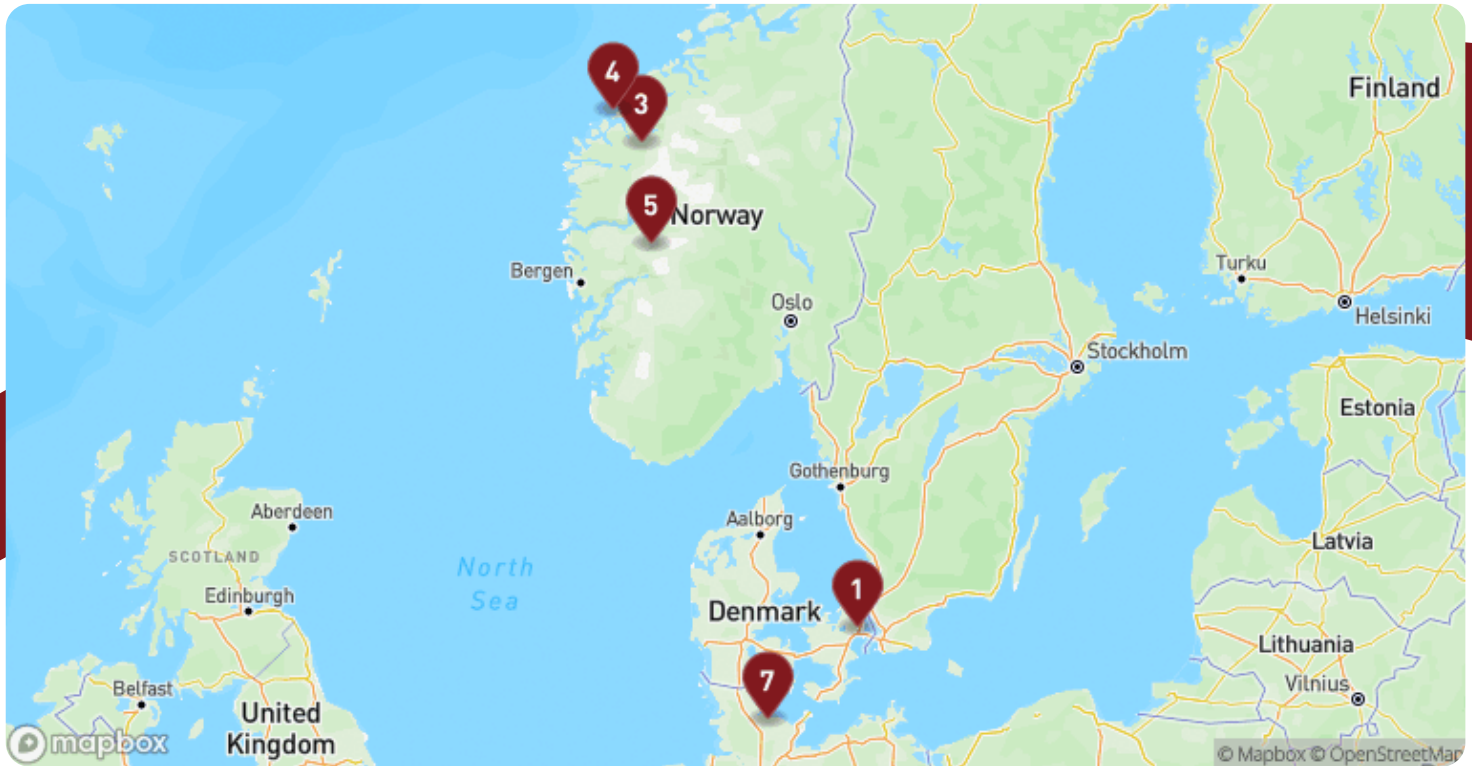 Finland
4
3
5
Norway
Turku
Bergen
Helsinki
Oslo
Stockholm
Estonia
Gothenburg
Aalborg
Aberdeen
SCOTLAND
Latvia
North
Sea
Edinburgh
1
Denmark
Lithuania
7
Vilnius
Belfast
United
Kingdom
mapbox
© Mapbox © OpenStreetMap